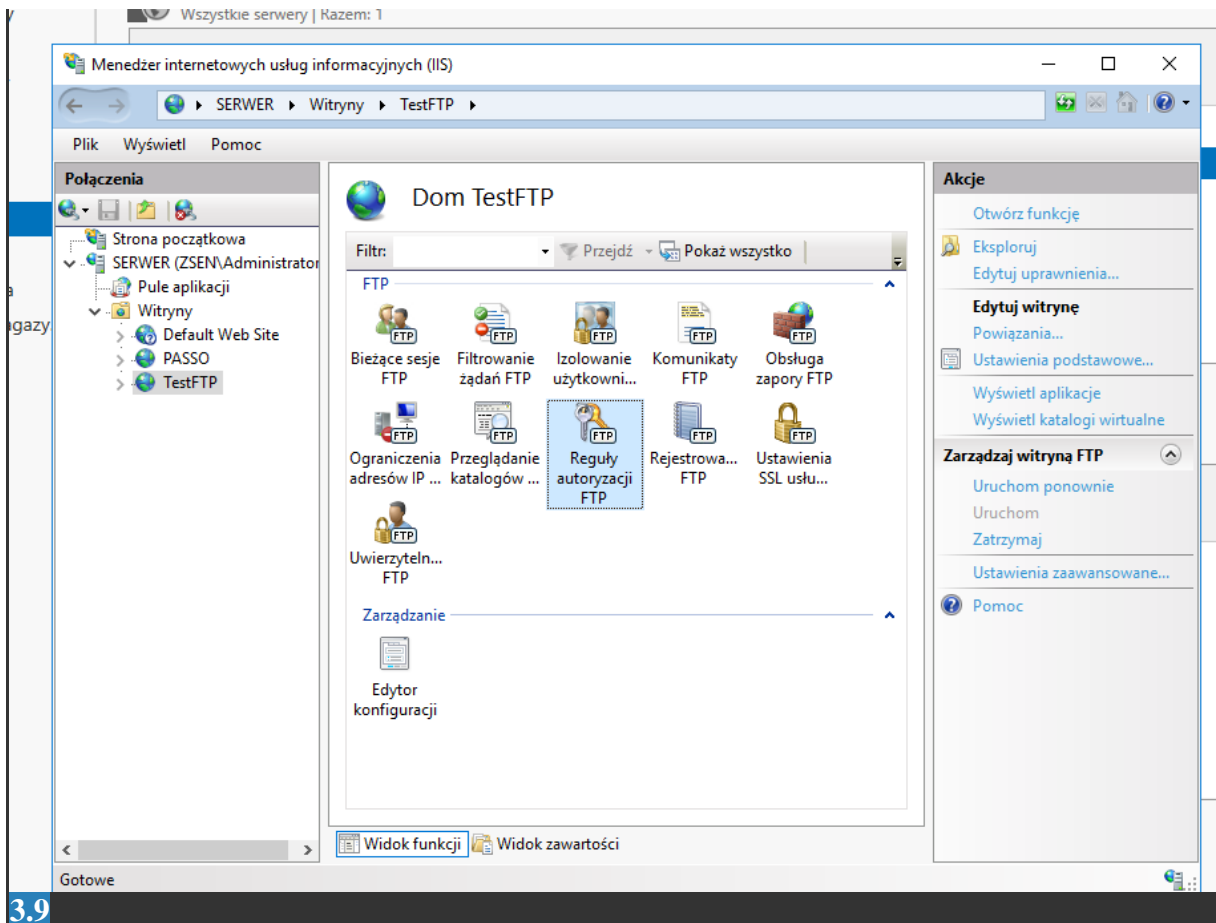 Wszystkie serwery | Razem: 1
Menedżer internetowych usług informacyjnych (IIS)
SERWER
Witryny
TestFTP
Plik Wyświetl Pomoc
Połączenia
Strona początkowa
SERWER (ZSEN\Administrator
Pule aplikacji
Witryny
Default Web Site
PASSO
TestFTP
agazy
Dom TestFTP
Filtr: Przejdź Pokaż wszystko
FTP
Bieżące sesje
FTP
Filtrowanie
żądań FTP
Izolowanie
użytkowni...
Komunikaty
FTP
Obsługa
zapory FTP
Ograniczenia
adresów IP ...
Przeglądanie
katalogów ...
Reguły
autoryzacji
FTP
Rejestrowa...
FTP
Ustawienia
SSL usłu...
Uwierzyteln...
FTP
Zarządzanie
Edytor
konfiguracji
Widok funkcji Widok zawartości
Akcje
Otwórz funkcję
Eksploruj
Edytuj uprawnienia...
Edytuj witrynę
Powiązania...
Ustawienia podstawowe...
Wyświetl aplikacje
Wyświetl katalogi wirtualne
Zarządzaj witryną FTP
Uruchom ponownie
Uruchom
Zatrzymaj
Ustawienia zaawansowane...
Pomoc
Gotowe
3.9